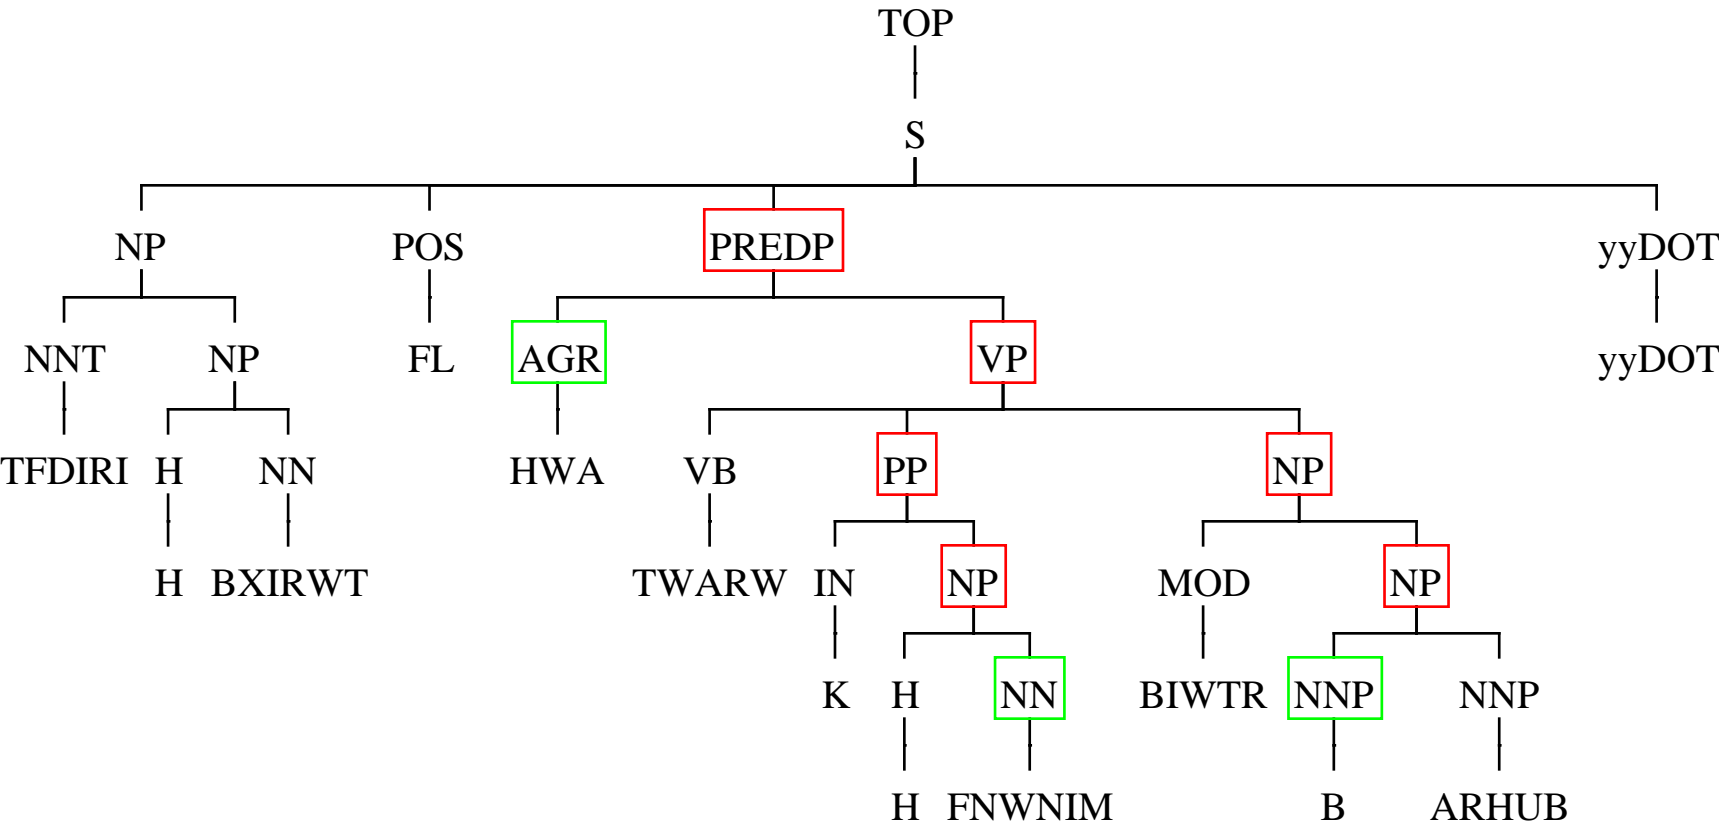 TOP
S
NP POS PREDP yyDOT
NNT NP FL AGR VP yyDOT
TFDIRI H NN HWA VB PP NP
H BXIRWT TWARW IN NP MOD NP
K H NN BIWTR NNP NNP
H FNWNIM B ARHUB